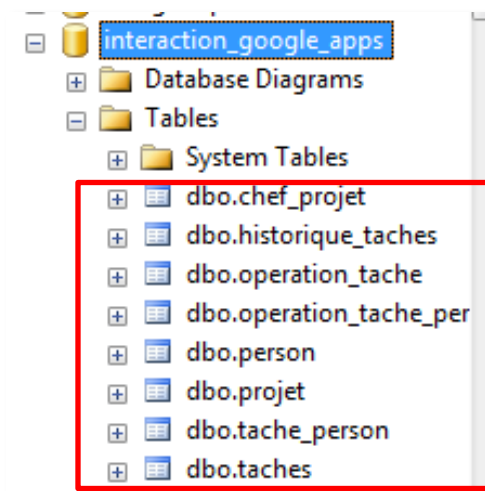 interaction_google_apps
Database Diagrams
Tables
System Tables
dbo.chef_projet
dbo.historique_taches
dbo.operation_tache
dbo.operation_tache_per
dbo.person
dbo.projet
dbo.tache_person
dbo.taches